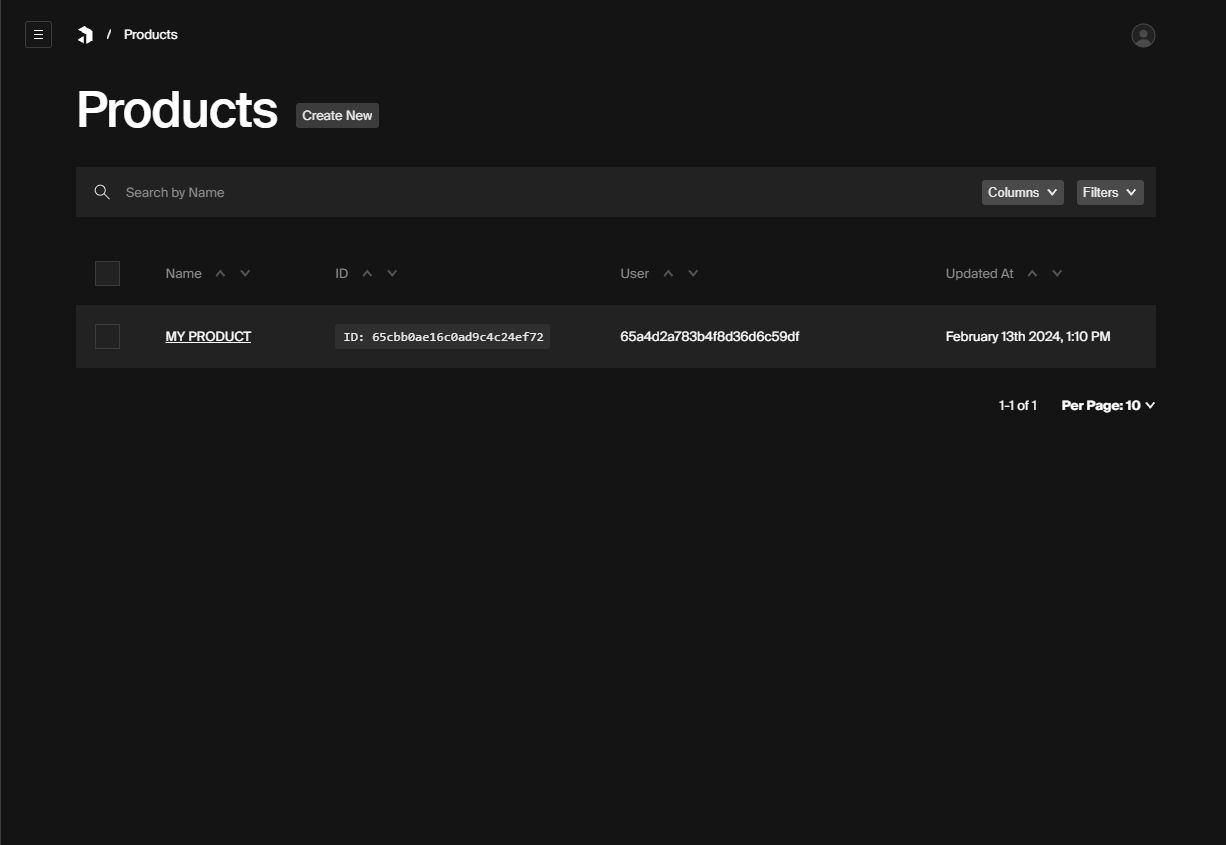 / Products
Products Create New
Search by Name Columns Filters
Name ID User Updated At
MY PRODUCT ID: 65cbb0ae16c0ad9c4c24ef72 65a4d2a783b4f8d36d6c59df February 13th 2024, 1:10 PM
1-1 of 1 Per Page: 10